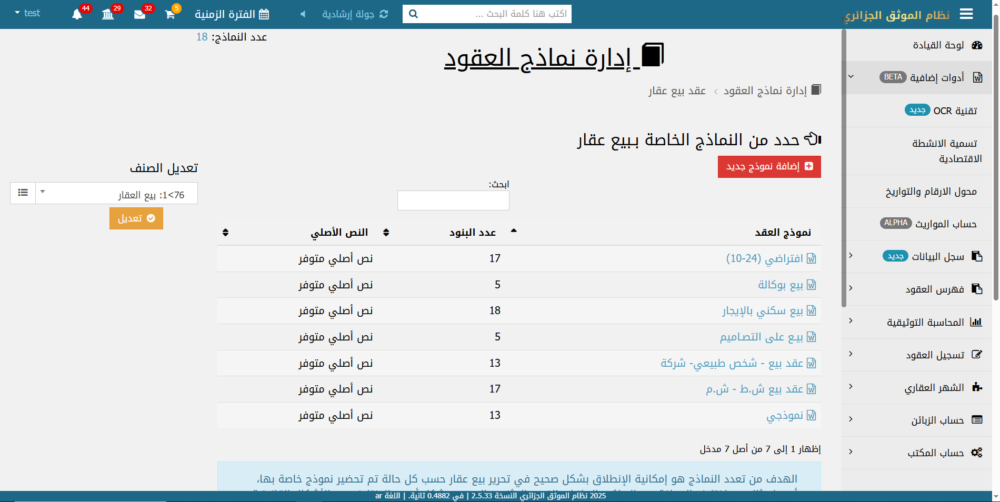 نظام الموثق الجزائري
اكتب هنا كلمة البحث ...
جولة إرشادية
الفترة الزمنية
5
32
29
44
test
لوحة القيادة
أدوات إضافية BETA
تقنية OCR جديد
تسمية الانشطة
الاقتصادية
محول الارقام والتواريخ
حساب المواريث ALPHA
سجل البيانات جديد
فهرس العقود
المحاسبة التوثيقية
تسجيل العقود
الشهر العقاري
حساب الزبائن
حساب المكتب
عدد النماذج: 18
إدارة نماذج العقود
إدارة نماذج العقود › عقد بيع عقار
حدد من النماذج الخاصة بـبيع عقار
إضافة نموذج جديد
ابحث:
نموذج العقد عدد البنود النص الأصلي
افتراضي (24-10) 17 نص أصلي متوفر
بيع بوكالة 5 نص أصلي متوفر
بيع سكني بالإيجار 18 نص أصلي متوفر
بيـع على التصـاميم 5 نص أصلي متوفر
عقد بيع - شخص طبيعي- شركة 13 نص أصلي متوفر
عقد بيع ش.ط - ش.م 17 نص أصلي متوفر
نموذجي 13 نص أصلي متوفر
إظهار 1 إلى 7 من أصل 7 مدخل
الهدف من تعدد النماذج هو إمكانية الإنطلاق بشكل صحيح في تحرير بيع عقار حسب كل حالة تم تحضير نموذج خاصة بها،
تعديل الصنف
76>1: بيع العقار
تعديل
2025 نظام الموثق الجزائري النسخة 2.5.33 | في 0.4882 ثانية. | اللغة ar